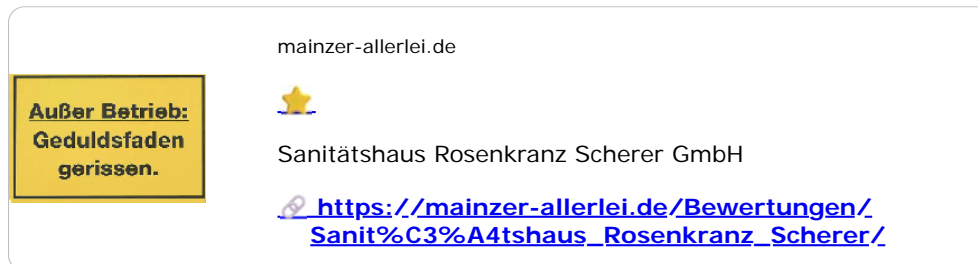 mainzer-allerlei.de
Außer Betrieb:
Geduldsfaden
gerissen.
Sanitätshaus Rosenkranz Scherer GmbH
https://mainzer-allerlei.de/Bewertungen/
Sanit%C3%A4tshaus_Rosenkranz_Scherer/